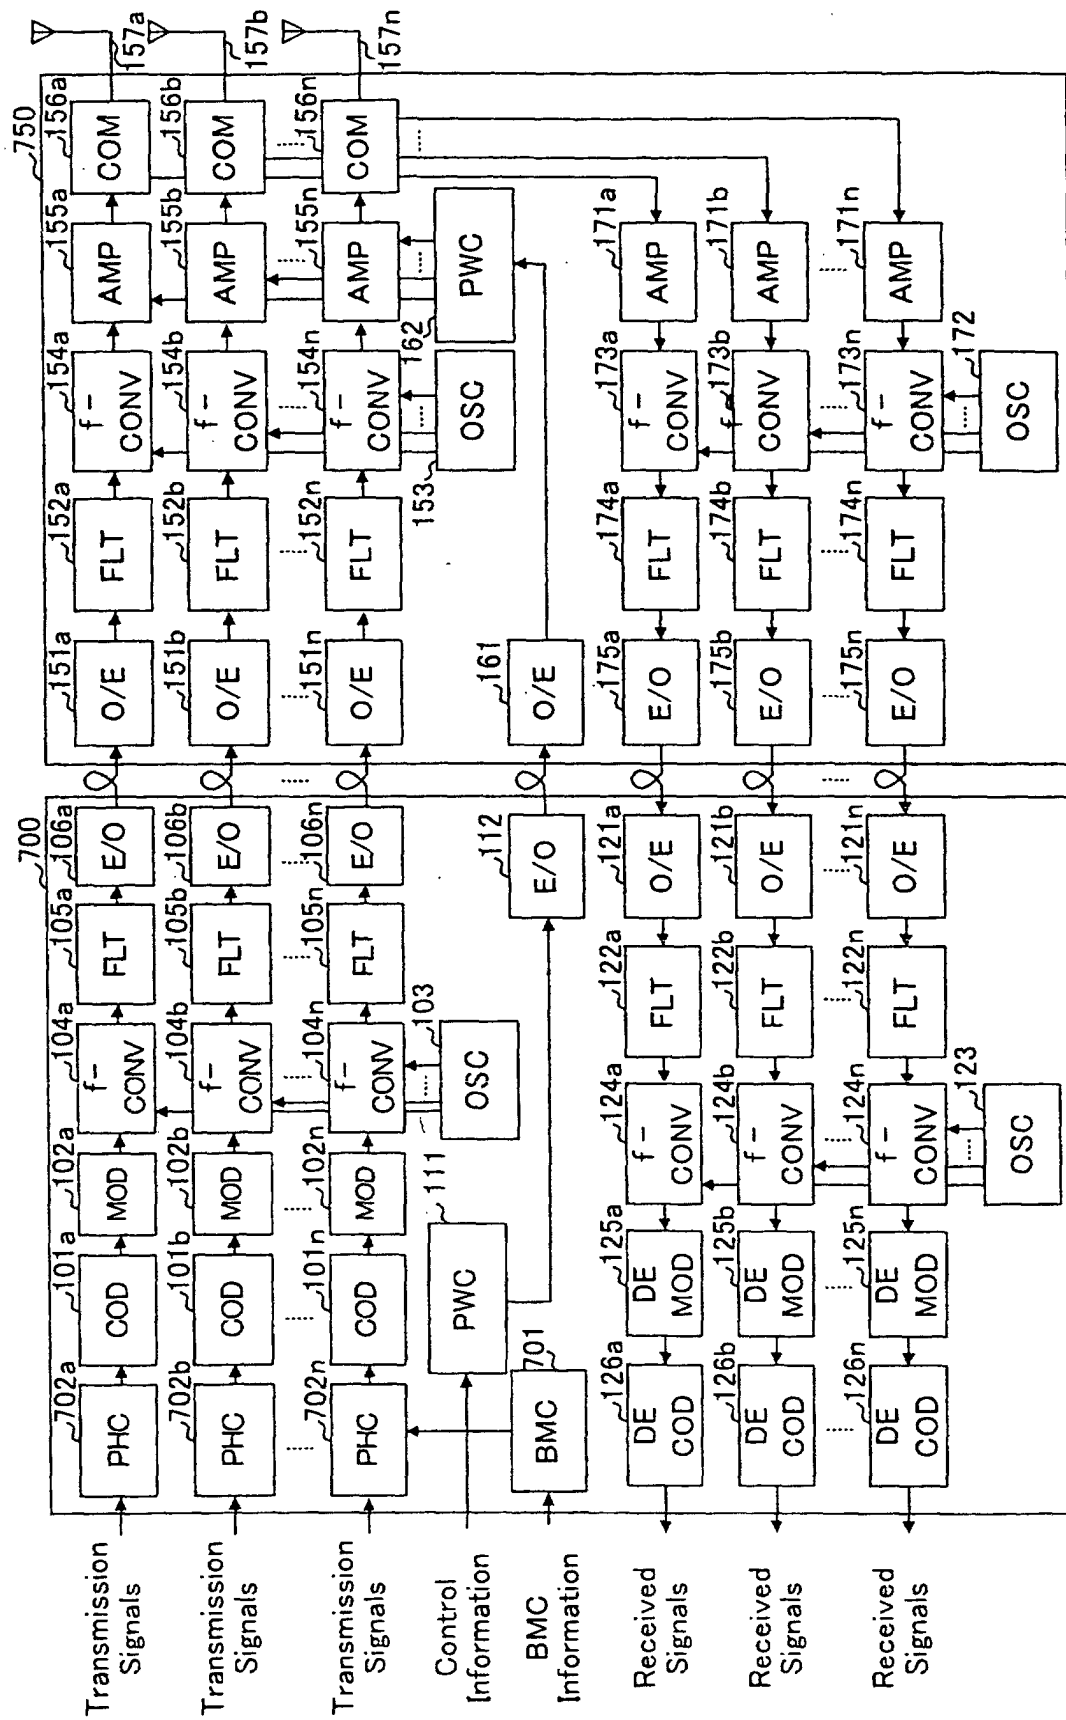 700
750
Transmission
Signals
702a
PHC
101a
COD
102a
MOD
104a
f-
CONV
105a
FLT
106a
E/O
151a
O/E
152a
FLT
154a
f-
CONV
155a
AMP
156a
COM
157a
Transmission
Signals
702b
PHC
101b
COD
102b
MOD
104b
f-
CONV
105b
FLT
106b
E/O
151b
O/E
152b
FLT
154b
f-
CONV
155b
AMP
156b
COM
157b
Transmission
Signals
702n
PHC
101n
COD
102n
MOD
104n
f-
CONV
105n
FLT
106n
E/O
151n
O/E
152n
FLT
154n
f-
CONV
155n
AMP
156n
COM
157n
Control
Information
111
PWC
103
OSC
153
OSC
162
PWC
BMC
Information
701
BMC
112
E/O
161
O/E
Received
Signals
126a
DE
COD
125a
DE
MOD
124a
f-
CONV
122a
FLT
121a
O/E
175a
E/O
174a
FLT
173a
f-
CONV
171a
AMP
Received
Signals
126b
DE
COD
125b
DE
MOD
124b
f-
CONV
122b
FLT
121b
O/E
175b
E/O
174b
FLT
173b
f-
CONV
171b
AMP
Received
Signals
126n
DE
COD
125n
DE
MOD
124n
f-
CONV
122n
FLT
121n
O/E
175n
E/O
174n
FLT
173n
f-
CONV
171n
AMP
123
OSC
172
OSC